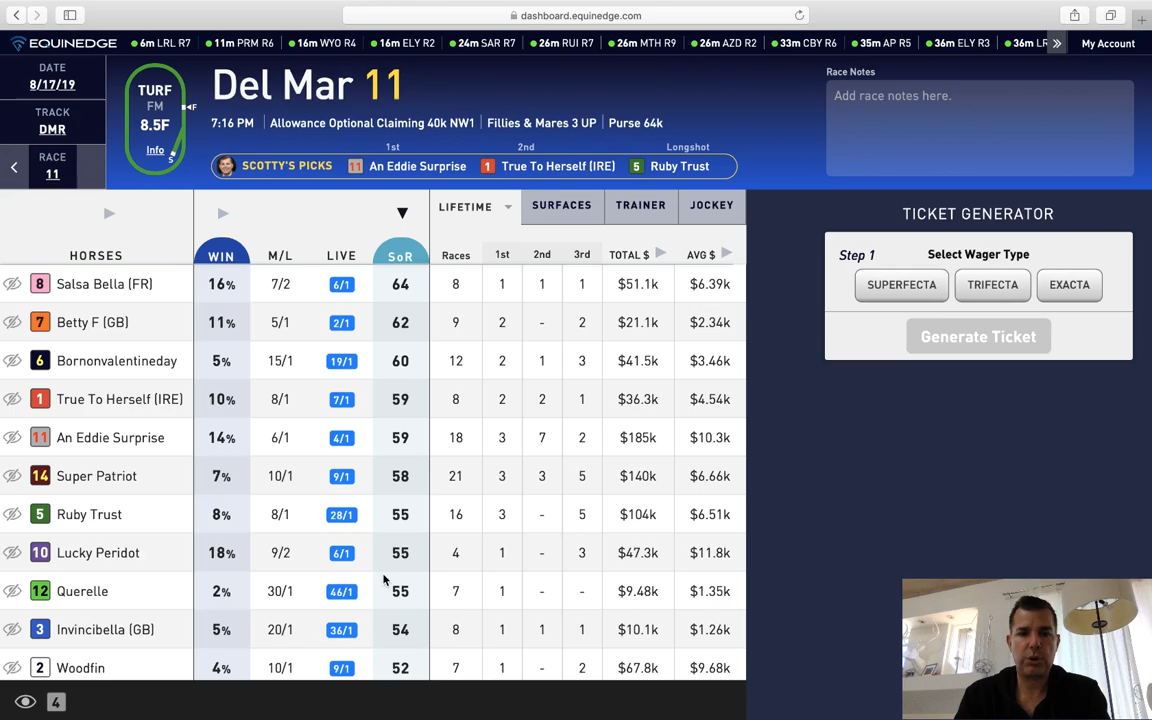 dashboard.equinedge.com
EQUINEDGE 6m LRL R7 11m PRM R6 16m WYO R4 16m ELY R2 24m SAR R7 26m RUI R7 26m MTH R9 26m AZD R2 33m CBY R6 35m AP R5 36m ELY R3 36m LR » My Account
DATE
8/17/19
TRACK
DMR
RACE
11
TURF
FM
8.5F
Info
F
S
Del Mar 11
7:16 PM | Allowance Optional Claiming 40k NW1 | Fillies & Mares 3 UP | Purse 64k
1st 2nd Longshot
SCOTTY'S PICKS 11 An Eddie Surprise 1 True To Herself (IRE) 5 Ruby Trust
Race Notes
Add race notes here.
LIFETIME SURFACES TRAINER JOCKEY
HORSES WIN M/L LIVE SoR Races 1st 2nd 3rd TOTAL $ AVG $
8 Salsa Bella (FR) 16% 7/2 6/1 64 8 1 1 1 $51.1k $6.39k
7 Betty F (GB) 11% 5/1 2/1 62 9 2 - 2 $21.1k $2.34k
6 Bornonvalentineday 5% 15/1 19/1 60 12 2 1 3 $41.5k $3.46k
1 True To Herself (IRE) 10% 8/1 7/1 59 8 2 2 1 $36.3k $4.54k
11 An Eddie Surprise 14% 6/1 4/1 59 18 3 7 2 $185k $10.3k
14 Super Patriot 7% 10/1 9/1 58 21 3 3 5 $140k $6.66k
5 Ruby Trust 8% 8/1 28/1 55 16 3 - 5 $104k $6.51k
10 Lucky Peridot 18% 9/2 6/1 55 4 1 - 3 $47.3k $11.8k
12 Querelle 2% 30/1 46/1 55 7 1 - - $9.48k $1.35k
3 Invincibella (GB) 5% 20/1 36/1 54 8 1 1 1 $10.1k $1.26k
2 Woodfin 4% 10/1 9/1 52 7 1 - 2 $67.8k $9.68k
4
TICKET GENERATOR
Step 1 Select Wager Type
SUPERFECTA TRIFECTA EXACTA
Generate Ticket